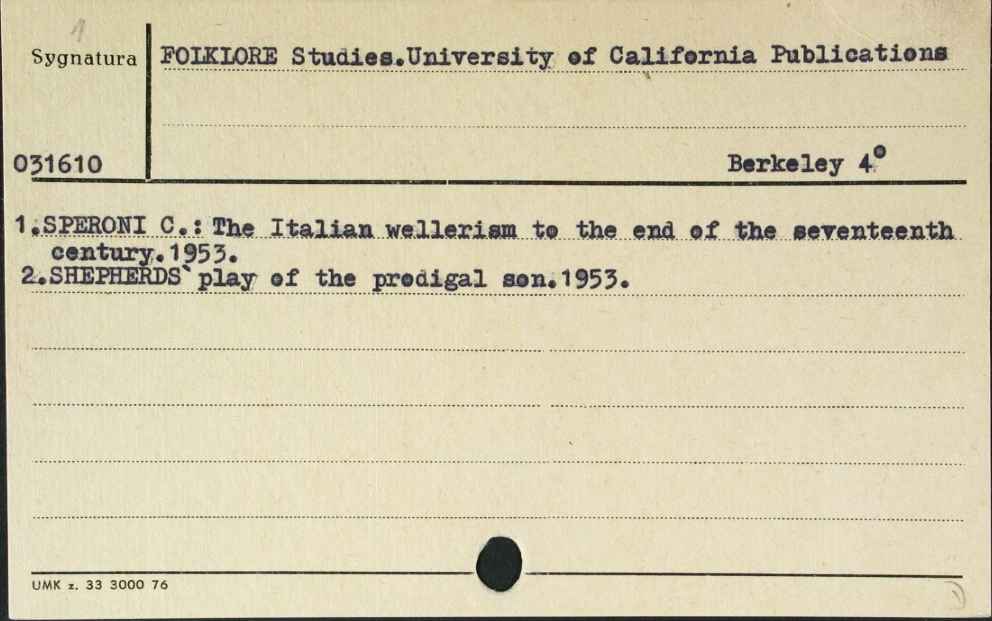 1
Sygnatura
FOLKLORE Studies.University of California Publications
031610
Berkeley 4°
1.SPERONI C.: The Italian wellerism to the end of the seventeenth
century.1953.
2.SHEPHERDS` play of the prodigal son.1953.
UMK z. 33 3000 76